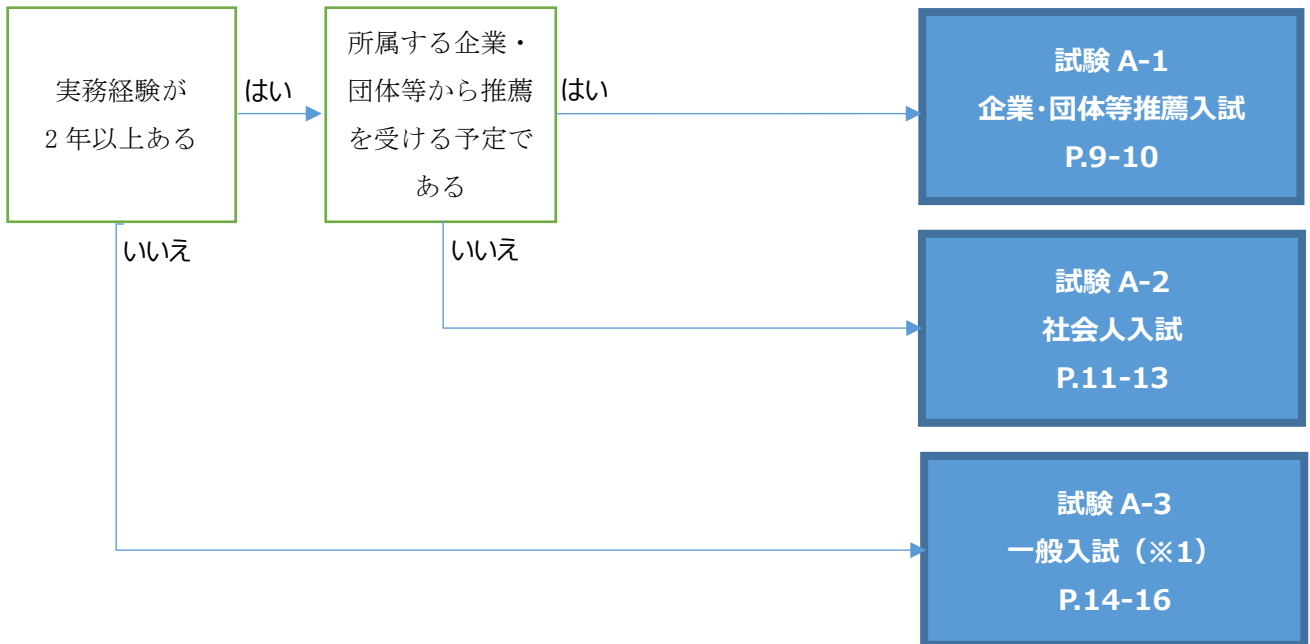 実務経験が
2 年以上ある
はい
所属する企業・
団体等から推薦
を受ける予定で
ある
はい
試験 A-1
企業・団体等推薦入試
P.9-10
いいえ
いいえ
試験 A-2
社会人入試
P.11-13
試験 A-3
一般入試（※1）
P.14-16